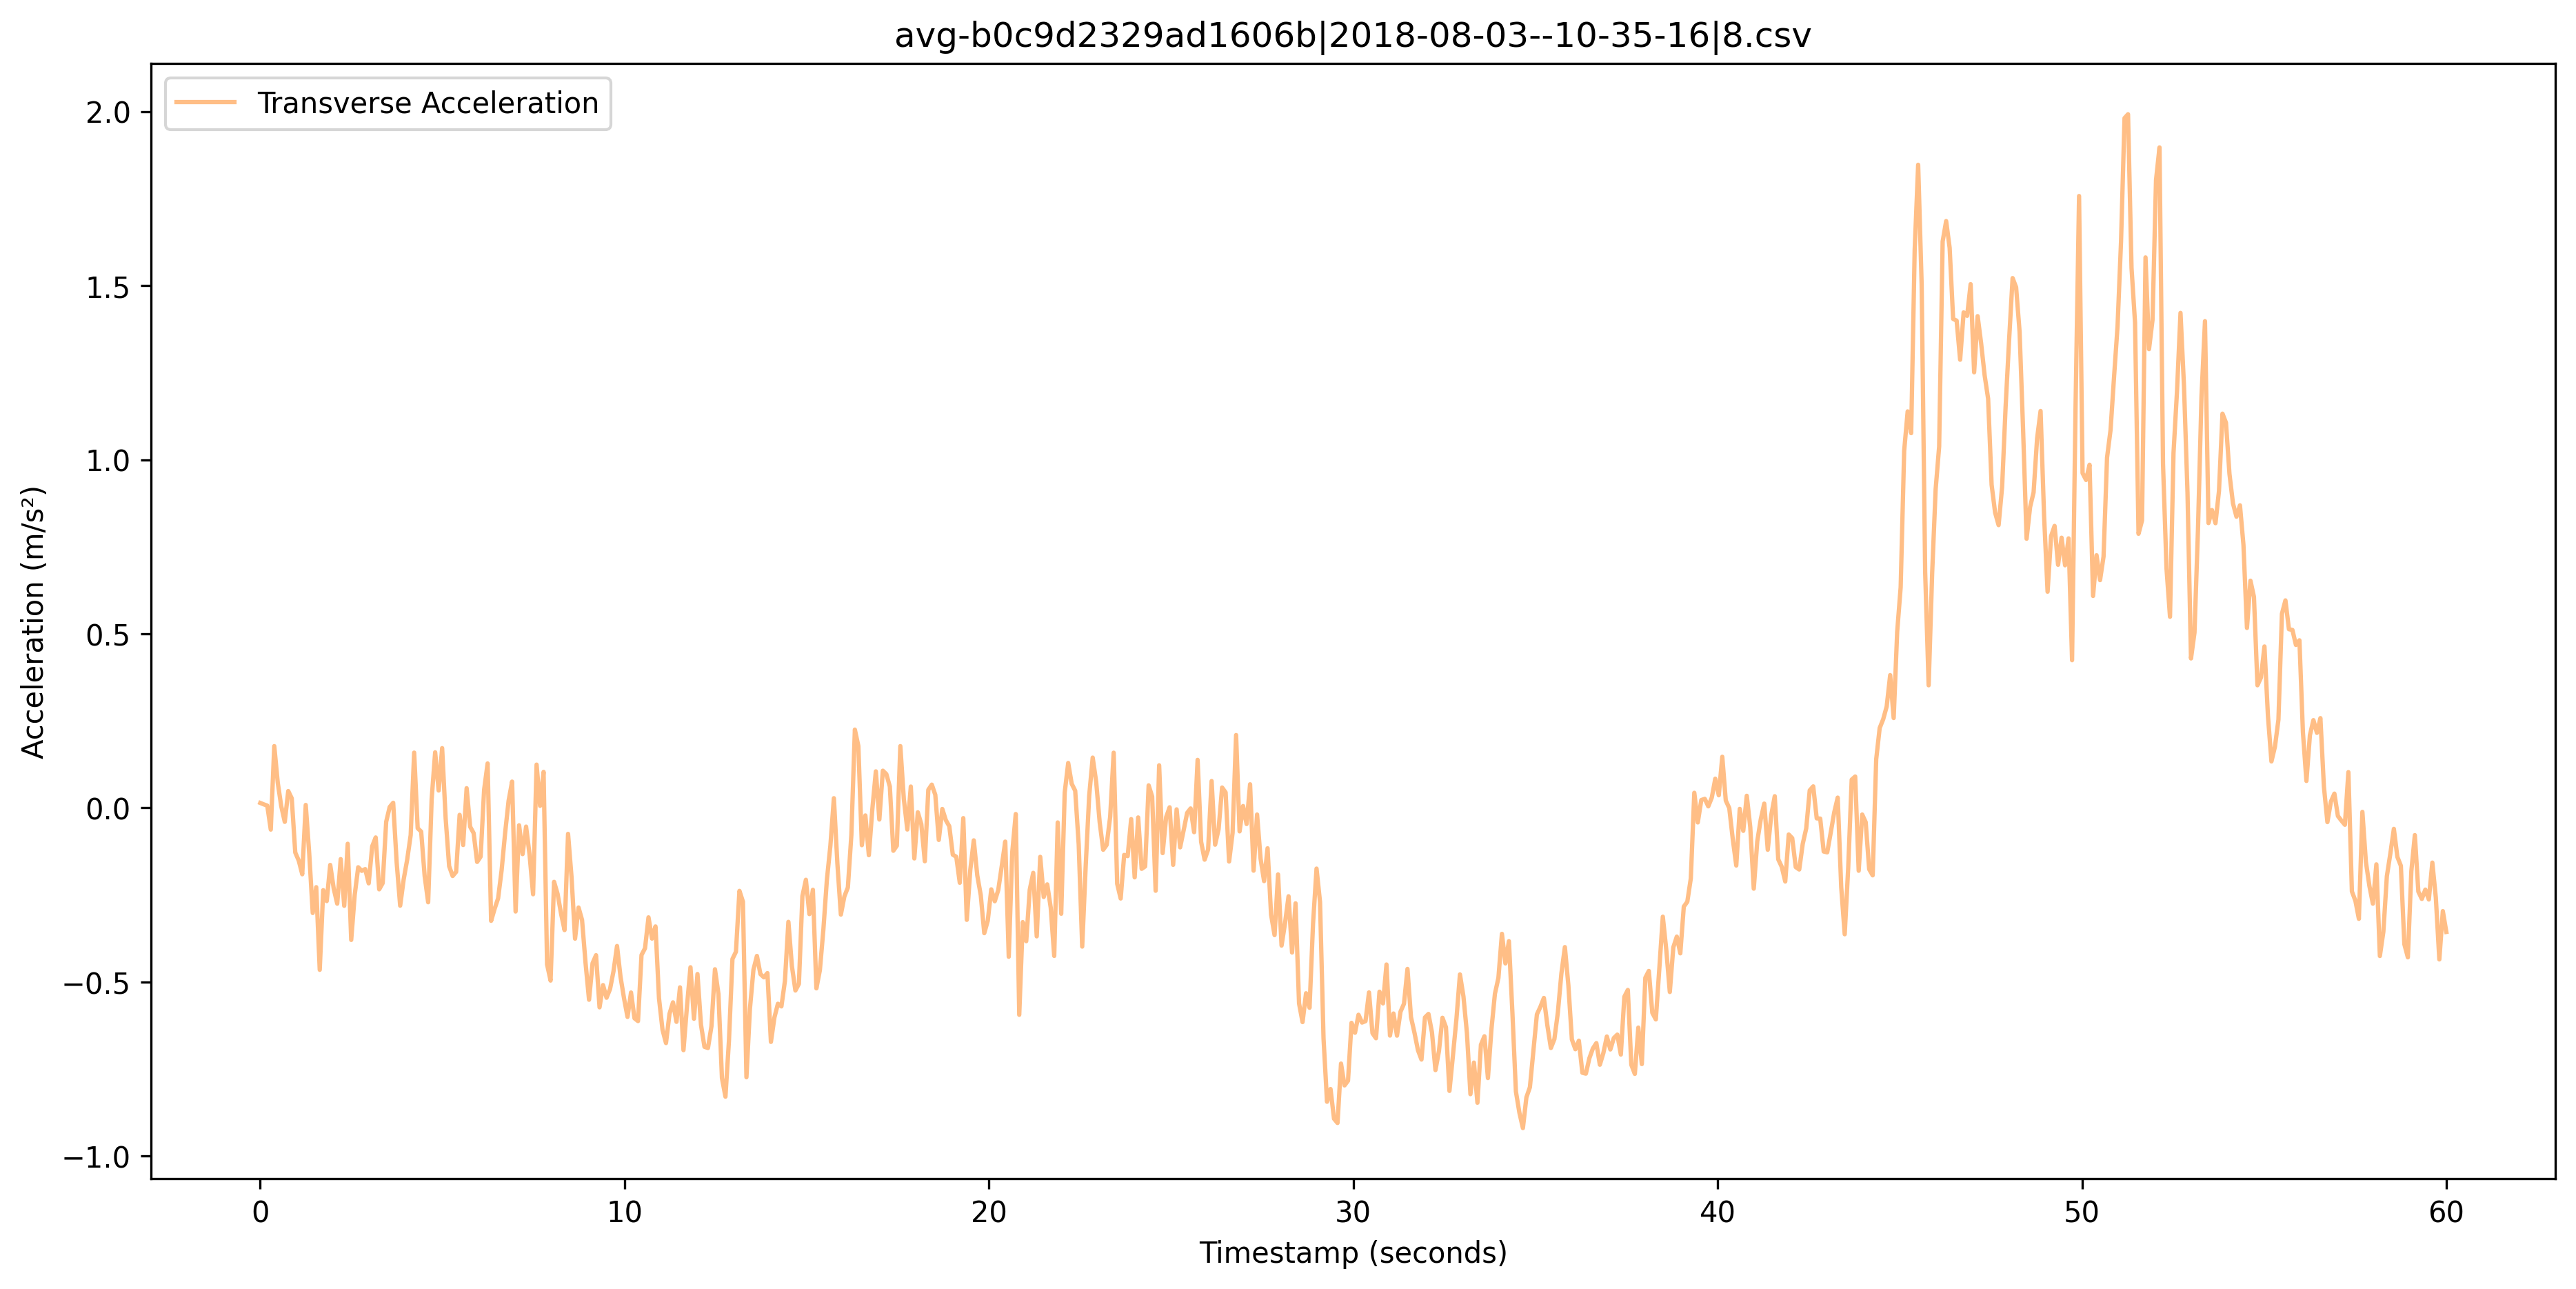 avg-b0c9d2329ad1606b|2018-08-03--10-35-16|8.csv
Transverse Acceleration
2.0
1.5
1.0
0.5
0.0
−0.5
−1.0
Acceleration (m/s²)
0 10 20 30 40 50 60
Timestamp (seconds)